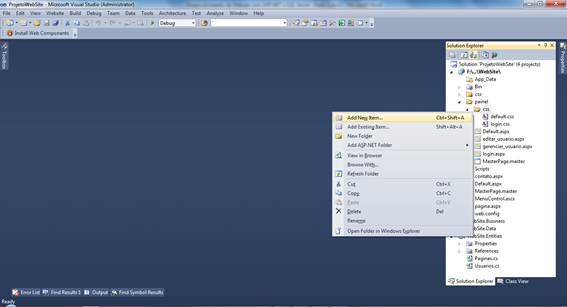 ProjetoWebSite - Microsoft Visual Studio (Administrator)
File Edit View Website Build Debug Team Data Tools Architecture Test Analyze Window Help
Debug
Install Web Components
Toolbox
Solution Explorer
Properties
Solution 'ProjetoWebSite' (4 projects)
F:\...\WebSite\
App_Data
Bin
css
painel
css
default.css
login.css
Default.aspx
editar_usuario.aspx
gerenciar_usuario.aspx
login.aspx
MasterPage.master
Scripts
contato.aspx
Default.aspx
MasterPage.master
MenuControl.ascx
pagina.aspx
web.config
WebSite.Business
WebSite.Data
WebSite.Entities
Properties
References
Paginas.cs
Usuarios.cs
Add New Item... Ctrl+Shift+A
Add Existing Item... Shift+Alt+A
New Folder
Add ASP.NET Folder
View in Browser
Browse With...
Refresh Folder
Cut Ctrl+X
Copy Ctrl+C
Paste Ctrl+V
Delete Del
Rename
Open Folder in Windows Explorer
Solution Explorer Class View
Error List Find Results 1 Output Find Symbol Results
Ready